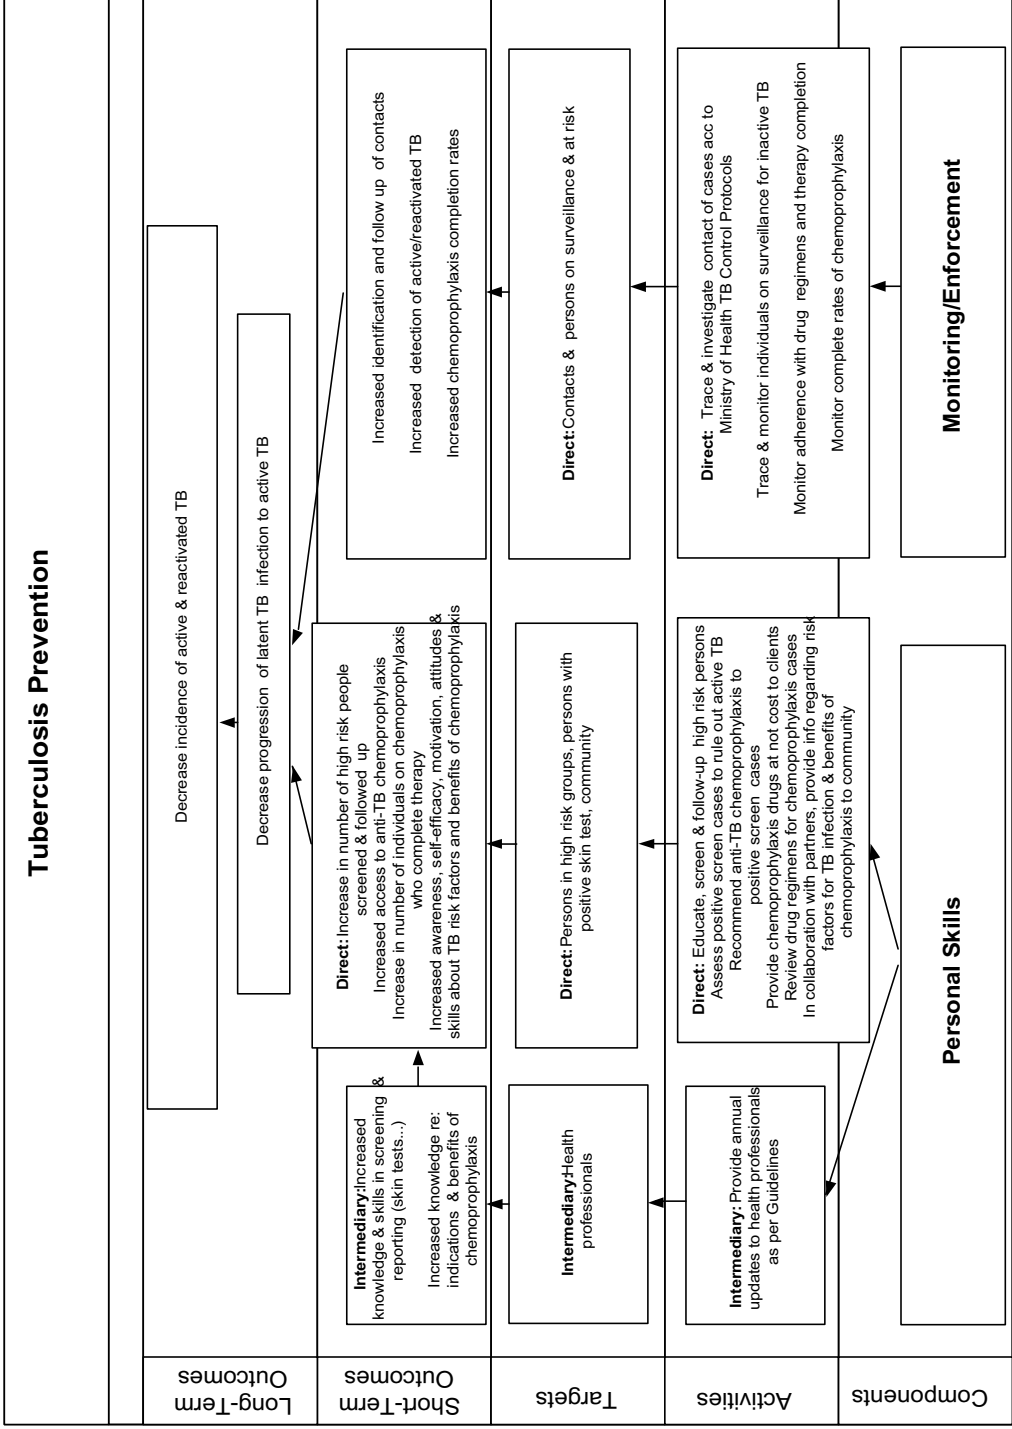 Tuberculosis Prevention
Long-Term
Outcomes
Decrease incidence of active & reactivated TB
Decrease progression of latent TB infection to active TB
Short-Term
Outcomes
Intermediary:Increased
knowledge & skills in screening &
reporting (skin tests...)
Increased knowledge re:
indications & benefits of
chemoprophylaxis
Direct: Increase in number of high risk people
screened & followed up
Increased access to anti-TB chemoprophylaxis
Increase in number of individuals on chemoprophylaxis
who complete therapy
Increased awareness, self-efficacy, motivation, attitudes &
skills about TB risk factors and benefits of chemoprophylaxis
Increased identification and follow up of contacts
Increased detection of active/reactivated TB
Increased chemoprophylaxis completion rates
Targets
Intermediary:Health
professionals
Direct:Persons in high risk groups, persons with
positive skin test, community
Direct:Contacts & persons on surveillance & at risk
Activities
Intermediary: Provide annual
updates to health professionals
as per Guidelines
Direct: Educate, screen & follow-up high risk persons
Assess positive screen cases to rule out active TB
Recommend anti-TB chemoprophylaxis to
positive screen cases
Provide chemoprophylaxis drugs at not cost to clients
Review drug regimens for chemoprophylaxis cases
In collaboration with partners, provide info regarding risk
factors for TB infection & benefits of
chemoprophylaxis to community
Direct: Trace & investigate contact of cases acc to
Ministry of Health TB Control Protocols
Trace & monitor individuals on surveillance for inactive TB
Monitor adherence with drug regimens and therapy completion
Monitor complete rates of chemoprophylaxis
Components
Personal Skills
Monitoring/Enforcement